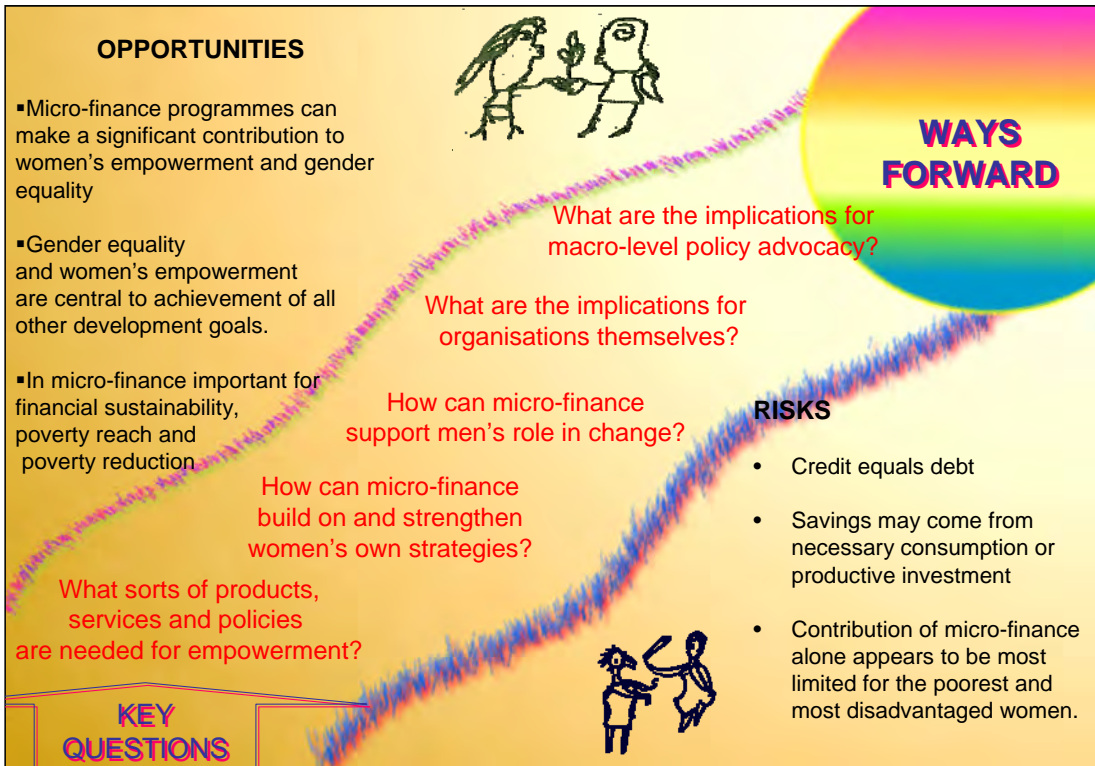 OPPORTUNITIES
▪Micro-finance programmes can
make a significant contribution to
women's empowerment and gender
equality
▪Gender equality
and women's empowerment
are central to achievement of all
other development goals.
▪In micro-finance important for
financial sustainability,
poverty reach and
poverty reduction
WAYS
FORWARD
What are the implications for
macro-level policy advocacy?
What are the implications for
organisations themselves?
How can micro-finance
support men's role in change?
How can micro-finance
build on and strengthen
women's own strategies?
What sorts of products,
services and policies
are needed for empowerment?
KEY
QUESTIONS
RISKS
• Credit equals debt
• Savings may come from
necessary consumption or
productive investment
• Contribution of micro-finance
alone appears to be most
limited for the poorest and
most disadvantaged women.